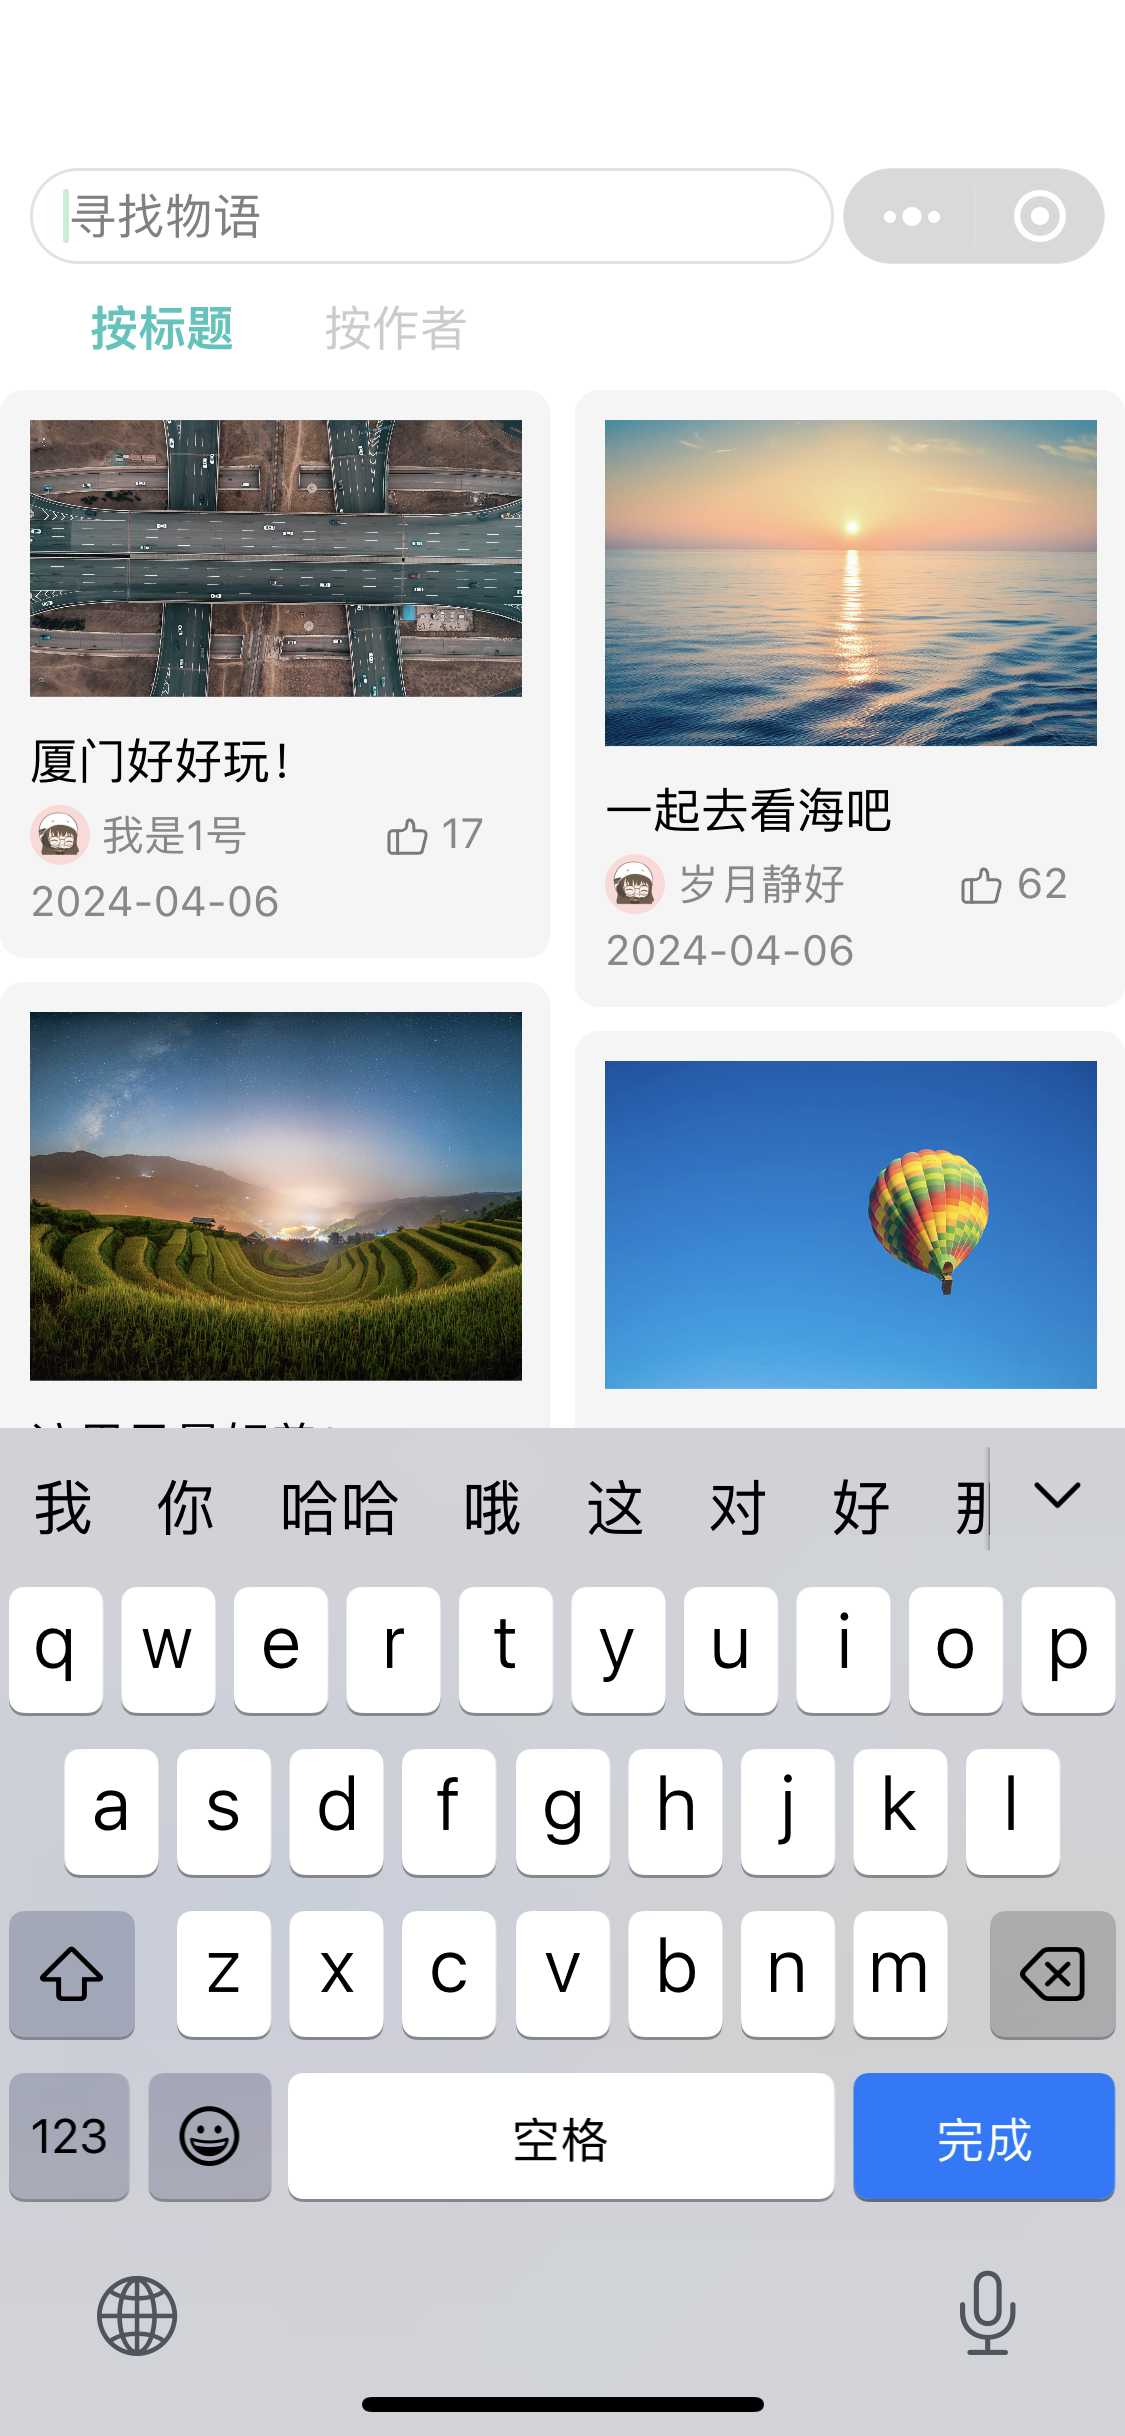 寻找物语
按标题 按作者
厦门好好玩！
我是1号 17
2024-04-06
一起去看海吧
岁月静好 62
2024-04-06
我 你 哈哈 哦 这 对 好
q w e r t y u i o p
a s d f g h j k l
z x c v b n m
123 空格 完成